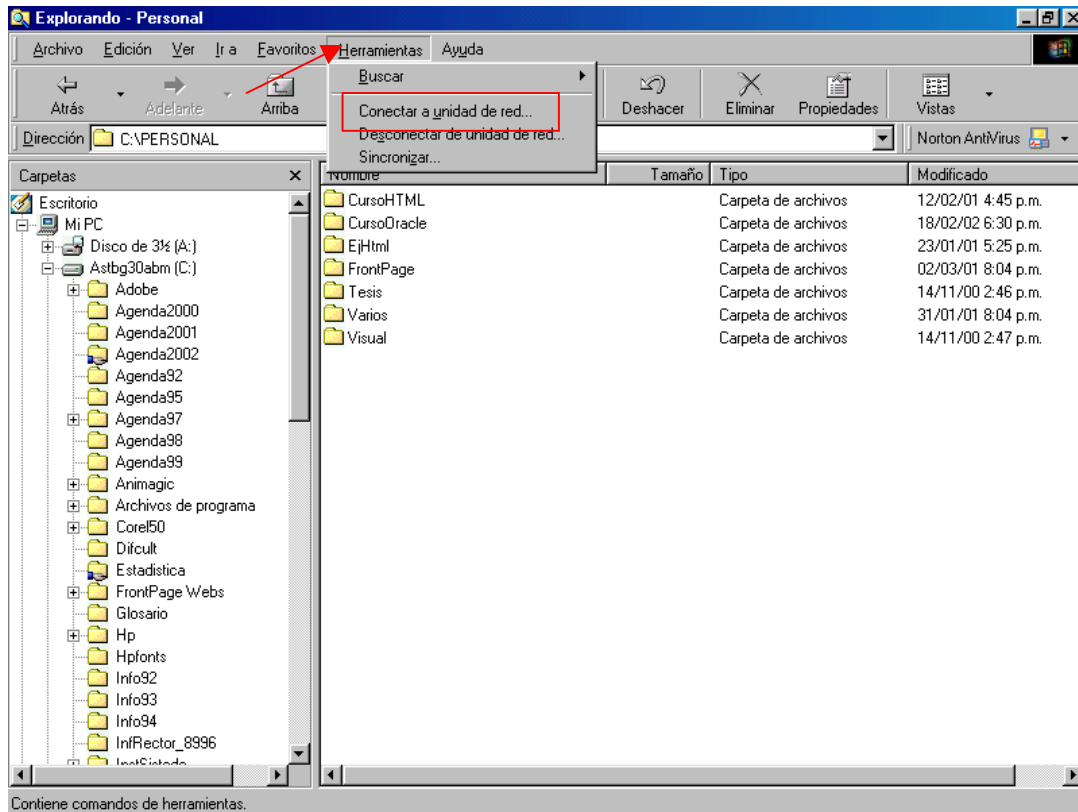 Explorando - Personal
Archivo Edición Ver Ir a Favoritos Herramientas Ayuda
Atrás Adelante Arriba Deshacer Eliminar Propiedades Vistas
Buscar
Conectar a unidad de red...
Desconectar de unidad de red...
Sincronizar...
Dirección C:\PERSONAL Norton AntiVirus
Carpetas
Escritorio
Mi PC
Disco de 3½ (A:)
Astbg30abm (C:)
Adobe
Agenda2000
Agenda2001
Agenda2002
Agenda92
Agenda95
Agenda97
Agenda98
Agenda99
Animagic
Archivos de programa
Corel50
Difcult
Estadistica
FrontPage Webs
Glosario
Hp
Hpfonts
Info92
Info93
Info94
InfRector_8996
Nombre Tamaño Tipo Modificado
CursoHTML Carpeta de archivos 12/02/01 4:45 p.m.
CursoOracle Carpeta de archivos 18/02/02 6:30 p.m.
EjHtml Carpeta de archivos 23/01/01 5:25 p.m.
FrontPage Carpeta de archivos 02/03/01 8:04 p.m.
Tesis Carpeta de archivos 14/11/00 2:46 p.m.
Varios Carpeta de archivos 31/01/01 8:04 p.m.
Visual Carpeta de archivos 14/11/00 2:47 p.m.
Contiene comandos de herramientas.